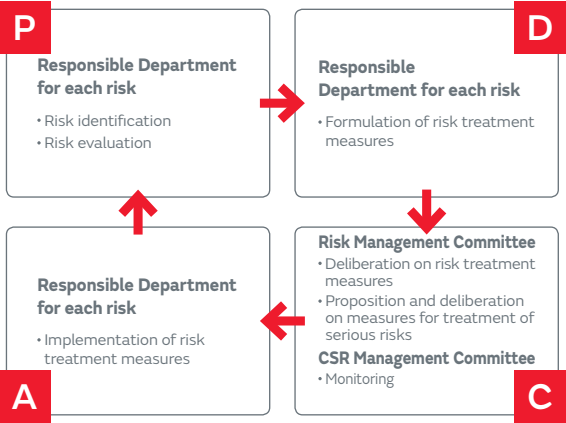 P
Responsible Department
for each risk
• Risk identification
• Risk evaluation
D
Responsible
Department for each risk
• Formulation of risk treatment
measures
Risk Management Committee
• Deliberation on risk treatment
measures
• Proposition and deliberation
on measures for treatment of
serious risks
CSR Management Committee
• Monitoring
C
Responsible Department
for each risk
• Implementation of risk
treatment measures
A